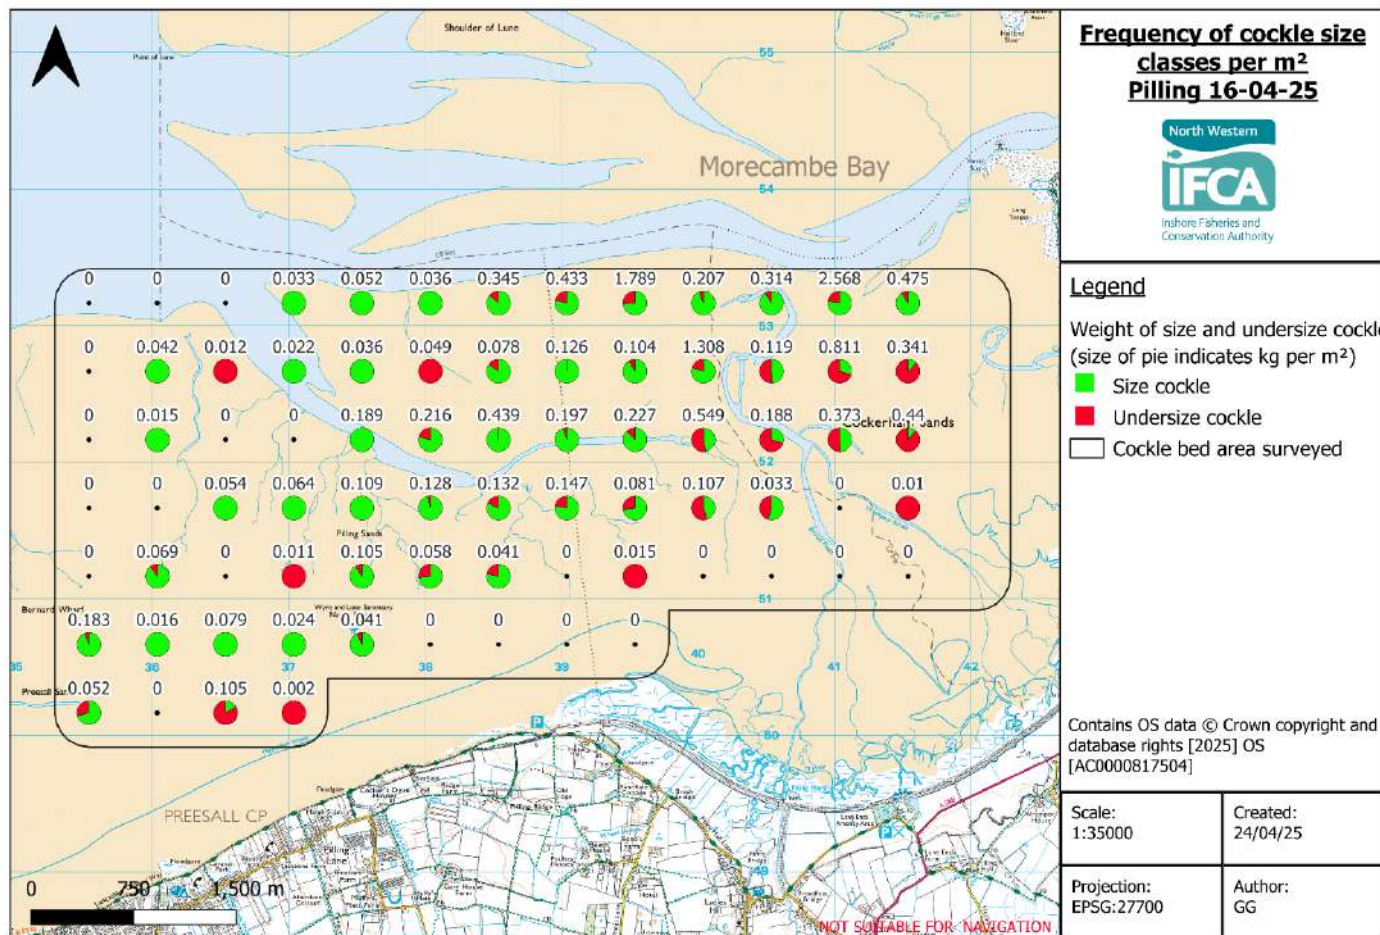 Shoulder of Lune
55
Point of Lune
Morecambe Bay
54
0 0 0 0.033 0.052 0.036 0.345 0.433 1.789 0.207 0.314 2.568 0.475
53
0 0.042 0.012 0.022 0.036 0.049 0.078 0.126 0.104 1.308 0.119 0.811 0.341
0 0.015 0 0 0.189 0.216 0.439 0.197 0.227 0.549 0.188 0.373 0.44
Cockerham Sands
52
0 0 0.054 0.064 0.109 0.128 0.132 0.147 0.081 0.107 0.033 0 0.01
Pilling Sands
0 0.069 0 0.011 0.105 0.058 0.041 0 0.015 0 0 0 0
51
Bernard Wharf
0.183 0.016 0.079 0.024 0.041 0 0 0 0
35 36 37 38 39 40 41 42
0.052 0 0.105 0.002
50
P
PREESALL CP
Pilling
Lane
P
49
0 750 1,500 m
NOT SUITABLE FOR NAVIGATION
Frequency of cockle size
classes per m²
Pilling 16-04-25
North Western
IFCA
Inshore Fisheries and
Conservation Authority
Legend
Weight of size and undersize cockle
(size of pie indicates kg per m²)
Size cockle
Undersize cockle
Cockle bed area surveyed
Contains OS data © Crown copyright and
database rights [2025] OS
[AC0000817504]
Scale:
1:35000
Created:
24/04/25
Projection:
EPSG:27700
Author:
GG